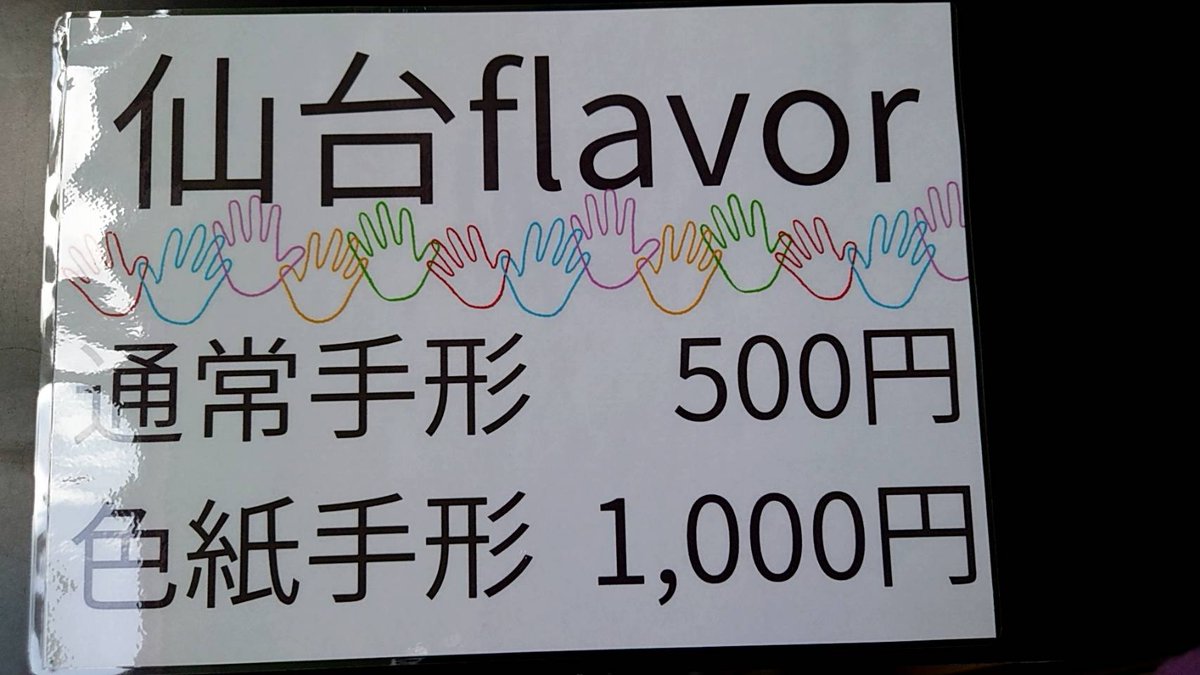 仙台flavor
通常手形 500円
色紙手形 1,000円